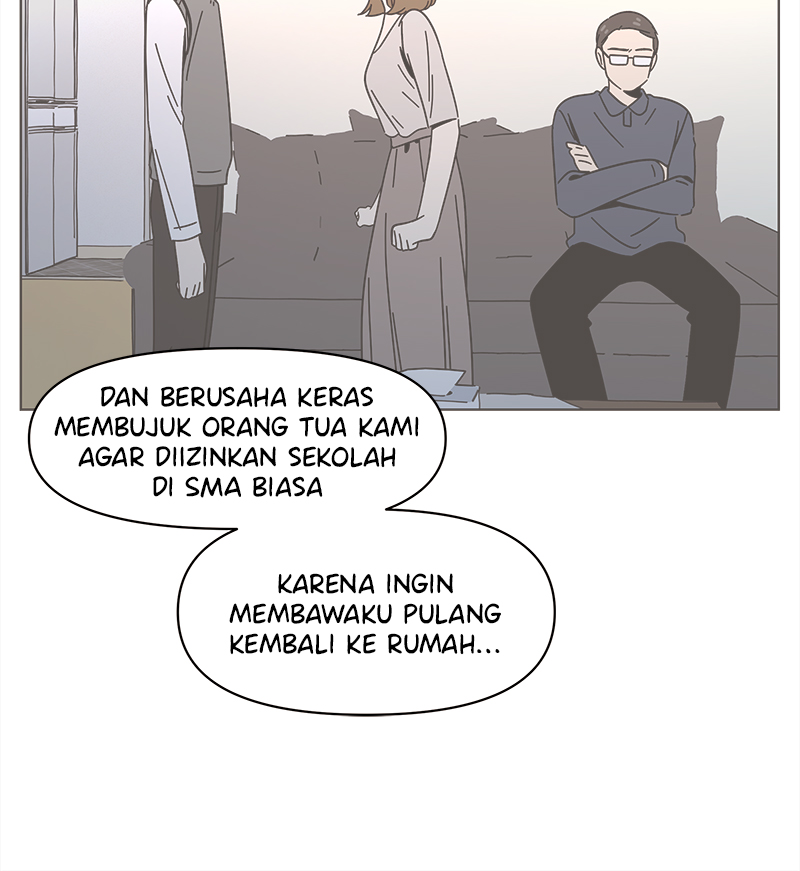 DAN BERUSAHA KERAS
MEMBUJUK ORANG TUA KAMI
AGAR DIIZINKAN SEKOLAH
DI SMA BIASA
KARENA INGIN
MEMBAWAKU PULANG
KEMBALI KE RUMAH...